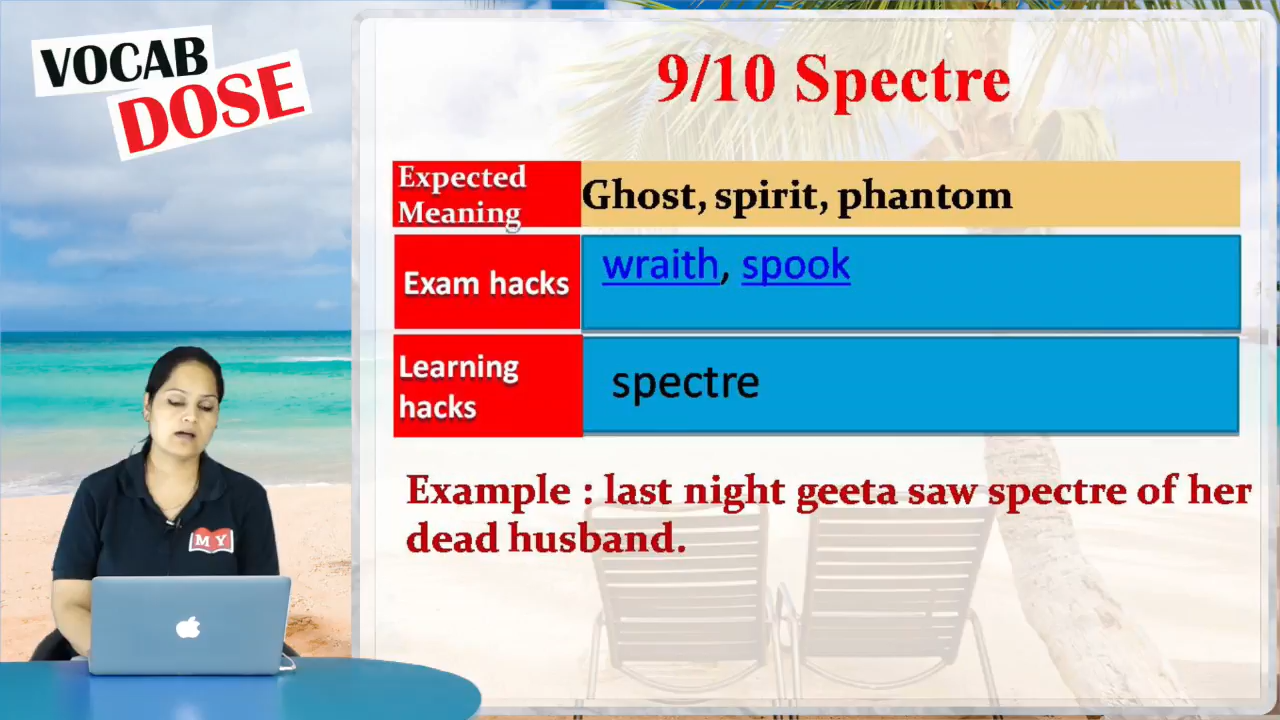 VOCAB
DOSE
9/10 Spectre
Expected
Meaning
Ghost, spirit, phantom
Exam hacks
wraith, spook
Learning
hacks
spectre
Example : last night geeta saw spectre of her
dead husband.
M Y